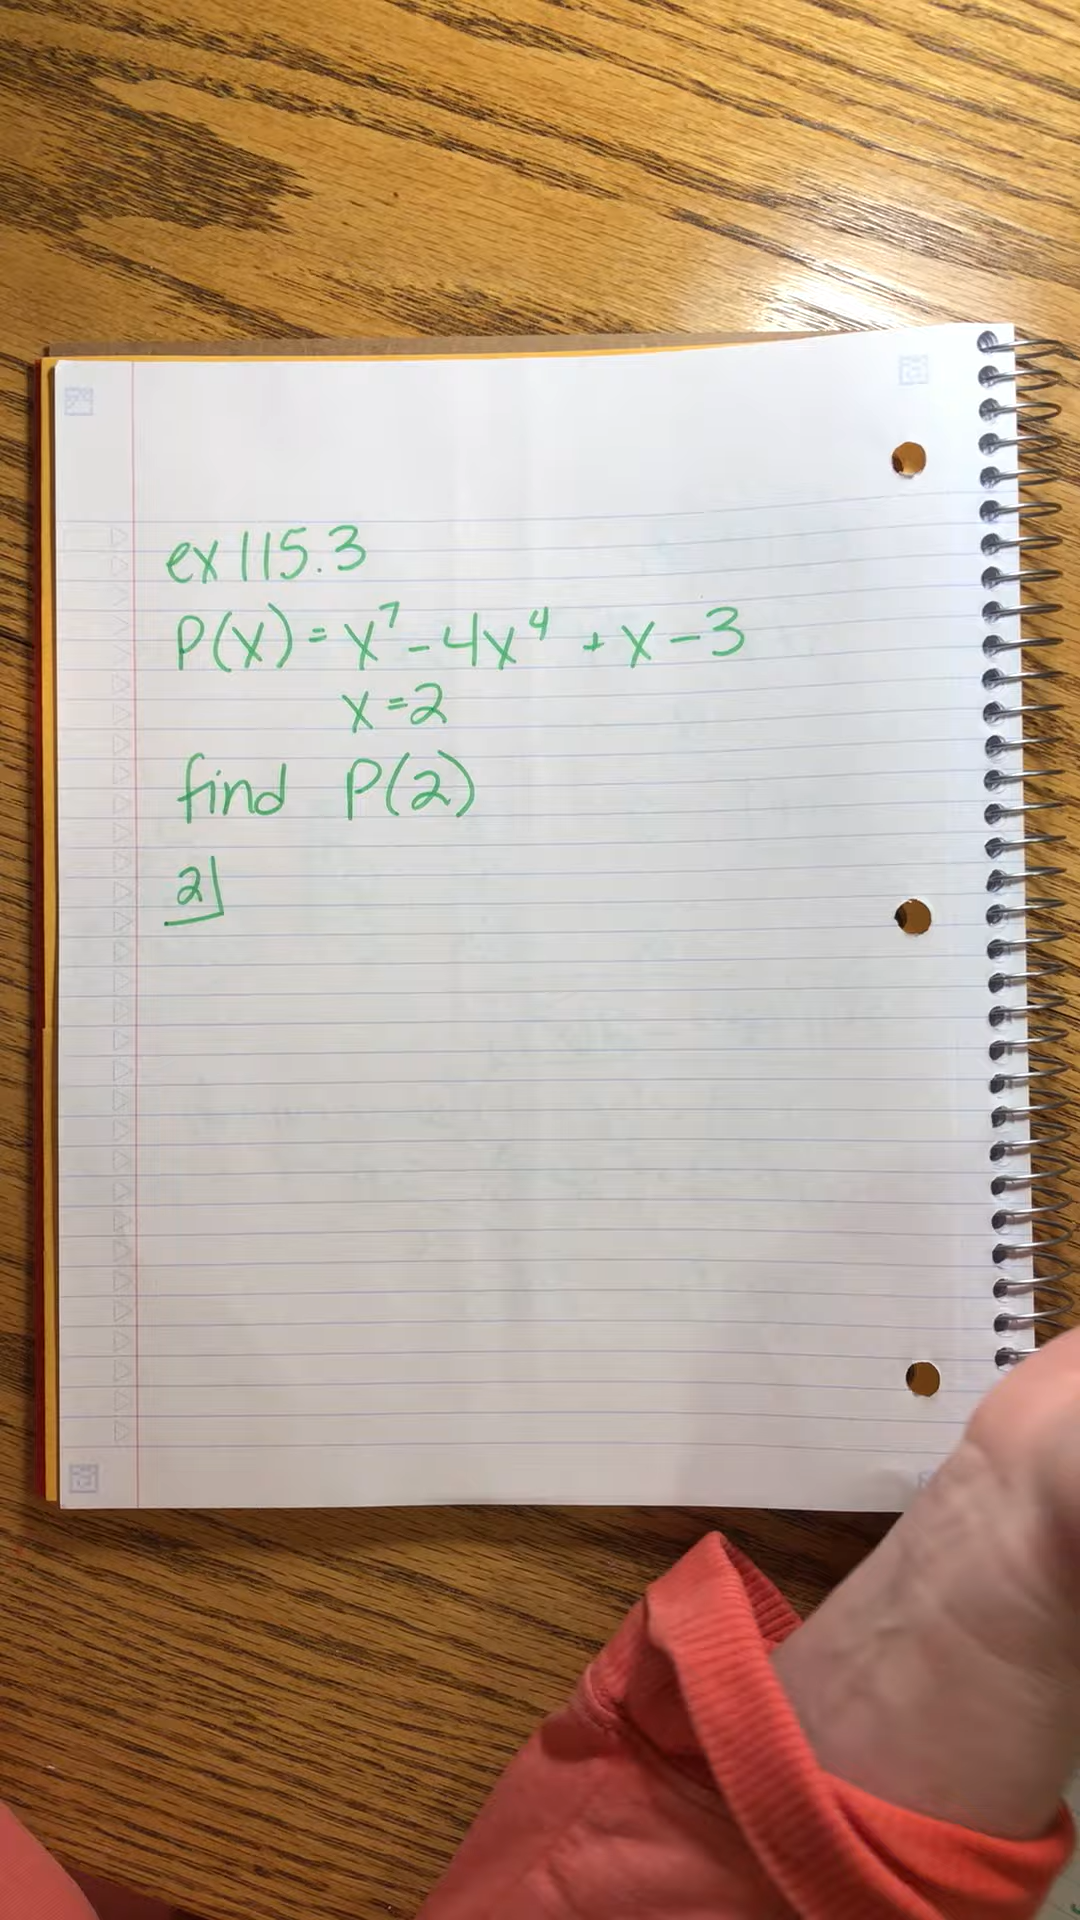 ex 115.3
P(x) = x⁷ - 4x⁴ + x - 3
x = 2
find P(2)
2